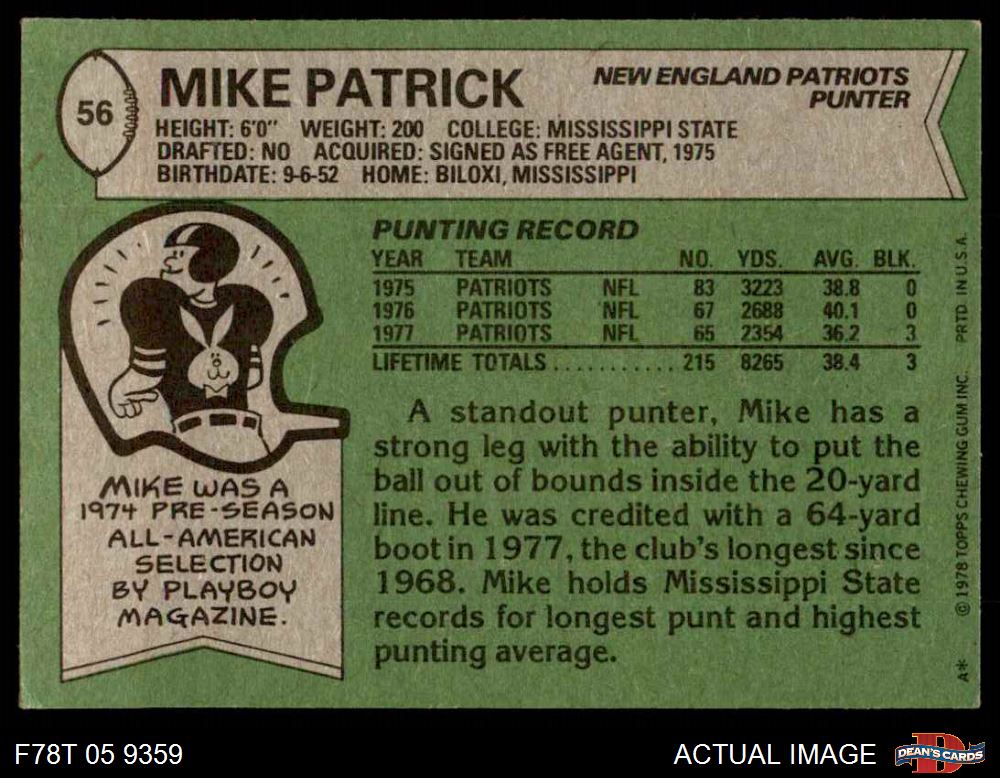 56
MIKE PATRICK
NEW ENGLAND PATRIOTS
PUNTER
HEIGHT: 6'0" WEIGHT: 200 COLLEGE: MISSISSIPPI STATE
DRAFTED: NO ACQUIRED: SIGNED AS FREE AGENT, 1975
BIRTHDATE: 9-6-52 HOME: BILOXI, MISSISSIPPI
PUNTING RECORD
YEAR TEAM NO. YDS. AVG. BLK.
1975 PATRIOTS NFL 83 3223 38.8 0
1976 PATRIOTS NFL 67 2688 40.1 0
1977 PATRIOTS NFL 65 2354 36.2 3
LIFETIME TOTALS ........... 215 8265 38.4 3
A standout punter, Mike has a
strong leg with the ability to put the
ball out of bounds inside the 20-yard
line. He was credited with a 64-yard
boot in 1977, the club's longest since
1968. Mike holds Mississippi State
records for longest punt and highest
punting average.
MIKE WAS A
1974 PRE-SEASON
ALL-AMERICAN
SELECTION
BY PLAYBOY
MAGAZINE.
A* © 1978 TOPPS CHEWING GUM INC. PRTD. IN U.S.A.
F78T 05 9359
ACTUAL IMAGE
D
DEAN'S CARDS